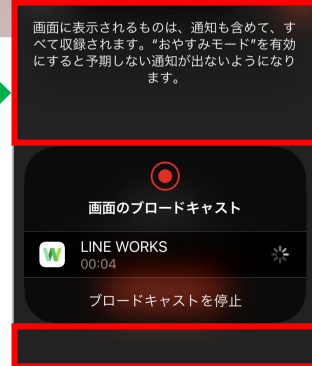 画面に表示されるものは、通知も含めて、す
べて収録されます。“おやすみモード”を有効
にすると予期しない通知が出ないようになり
ます。
画面のブロードキャスト
LINE WORKS
00:04
ブロードキャストを停止